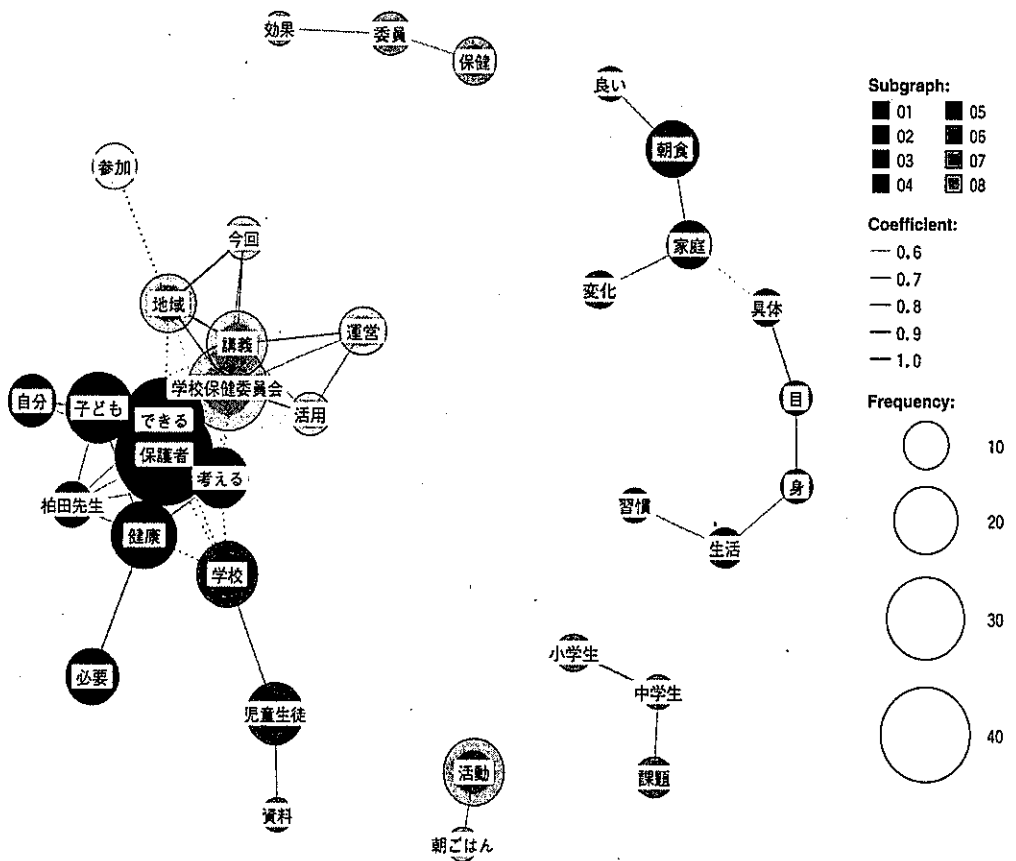 効果
委員
保健
良い
朝食
参加
今回
家庭
地域
変化
具体
講義
運営
学校保健委員会
自分
子ども
できる
活用
目
保護者
考える
柏田先生
身
習慣
健康
生活
学校
小学生
必要
中学生
児童生徒
活動
課題
資料
朝ごはん
Subgraph:
01 05
02 06
03 07
04 08
Coefficient:
0.6
0.7
0.8
0.9
1.0
Frequency:
10
20
30
40